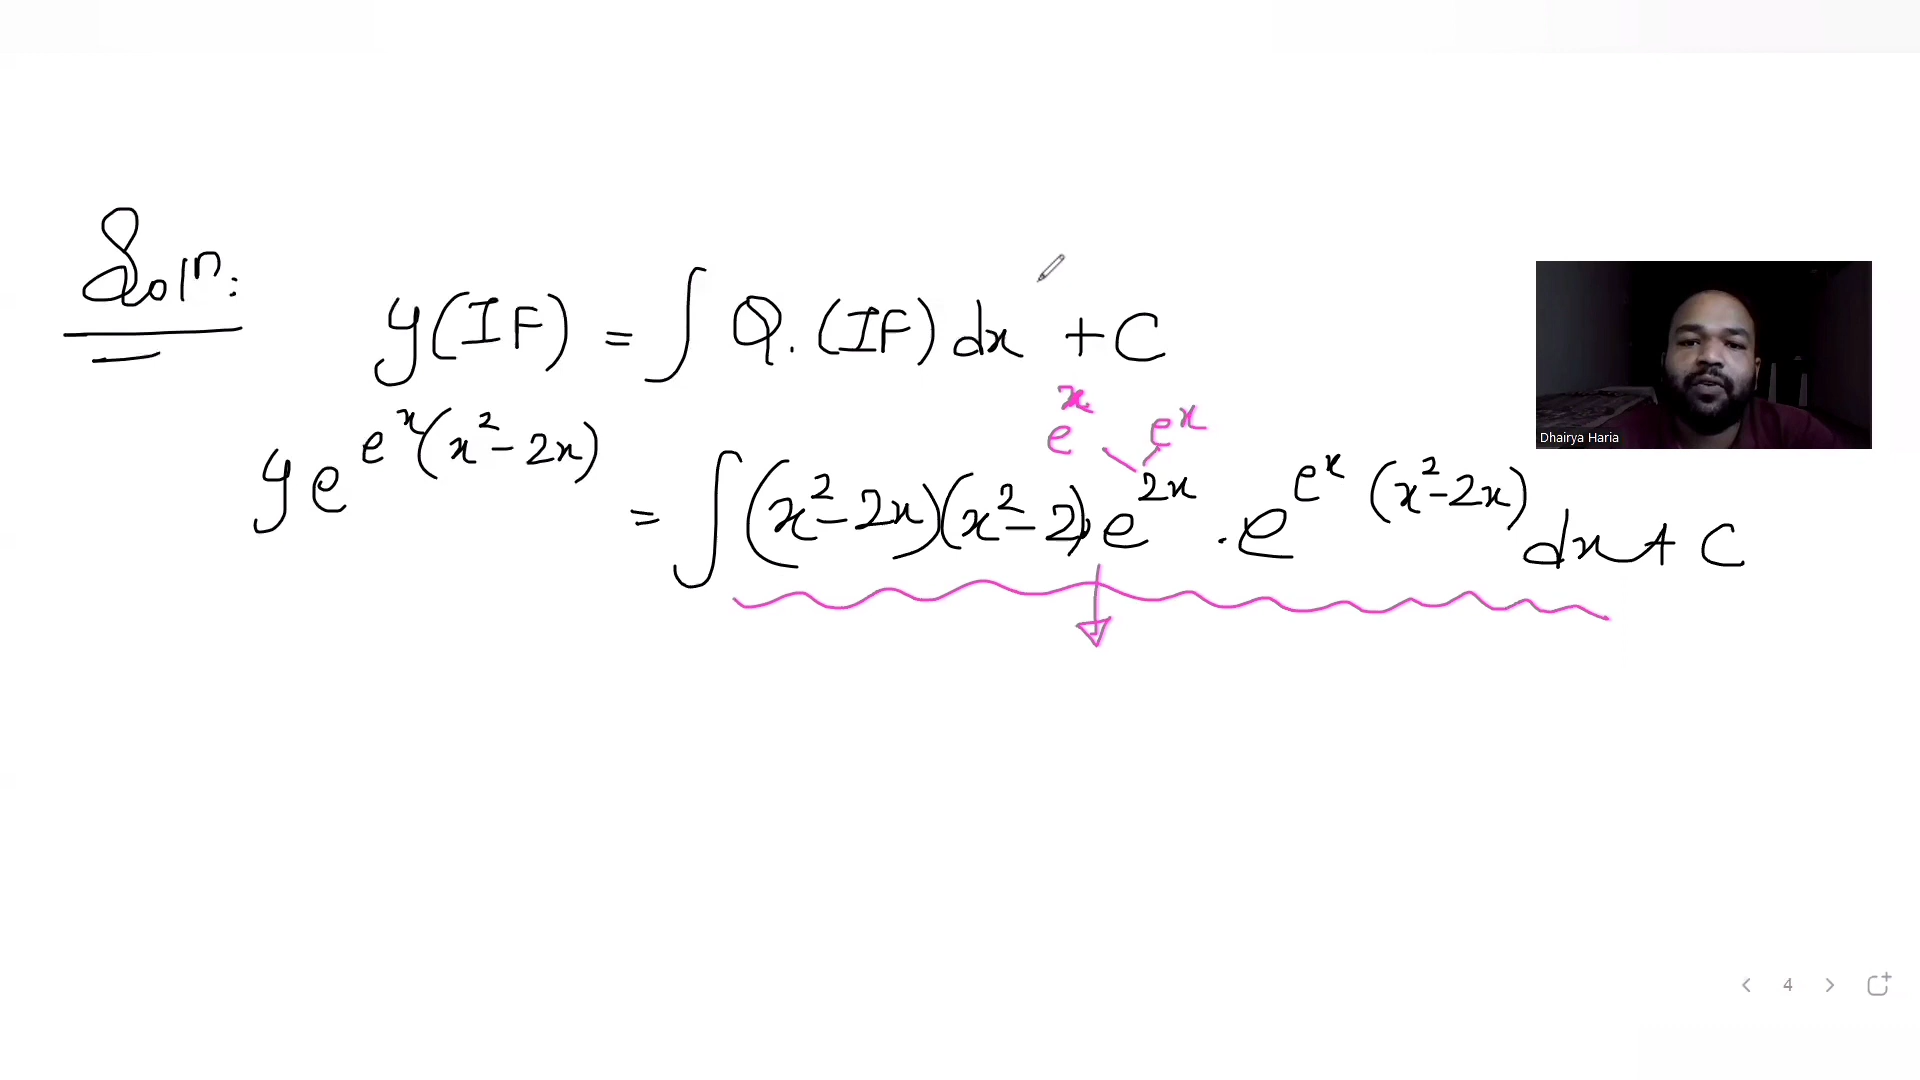 Soln:
y(IF) = ∫ Q.(IF) dx + C
e^x e^x
y e^{e^x(x²-2x)} = ∫(x²-2x)(x²-2).e^{2x} . e^{e^x (x²-2x)} dx + C
Dhairya Haria
4